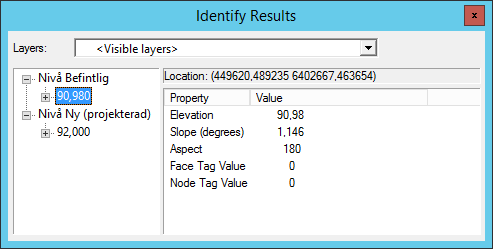 Identify Results
x
Layers: <Visible layers>
Nivå Befintlig
90,980
Nivå Ny (projekterad)
92,000
Location: (449620,489235 6402667,463654)
Property Value
Elevation 90,98
Slope (degrees) 1,146
Aspect 180
Face Tag Value 0
Node Tag Value 0